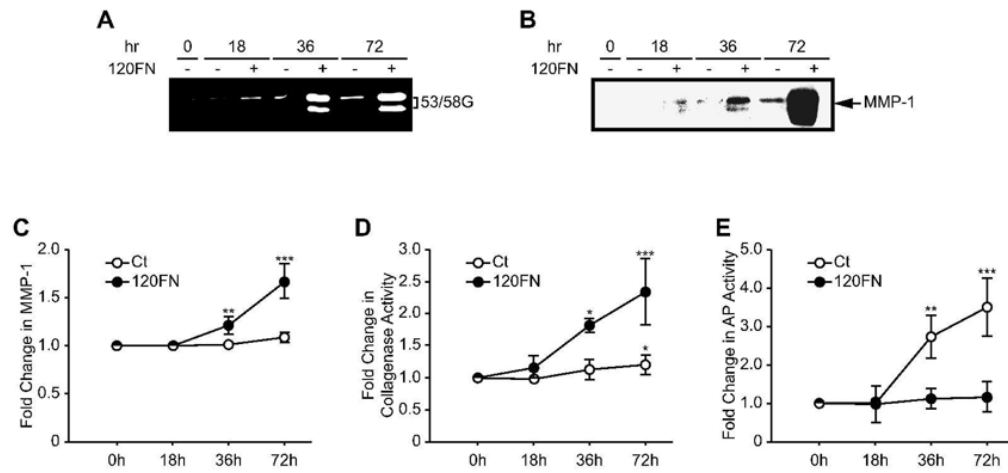 A
hr 0 18 36 72
120FN - - + - + - +
53/58G
B
hr 0 18 36 72
120FN - - + - + - +
MMP-1
C
Fold Change in MMP-1
2.0
1.5
1.0
0.5
0
Ct
120FN
**
***
0h 18h 36h 72h
D
Fold Change in
Collagenase Activity
3.0
2.5
2.0
1.5
1.0
0.5
0
Ct
120FN
*
***
*
0h 18h 36h 72h
E
Fold Change in AP Activity
5.0
4.0
3.0
2.0
1.0
0
Ct
120FN
**
***
0h 18h 36h 72h